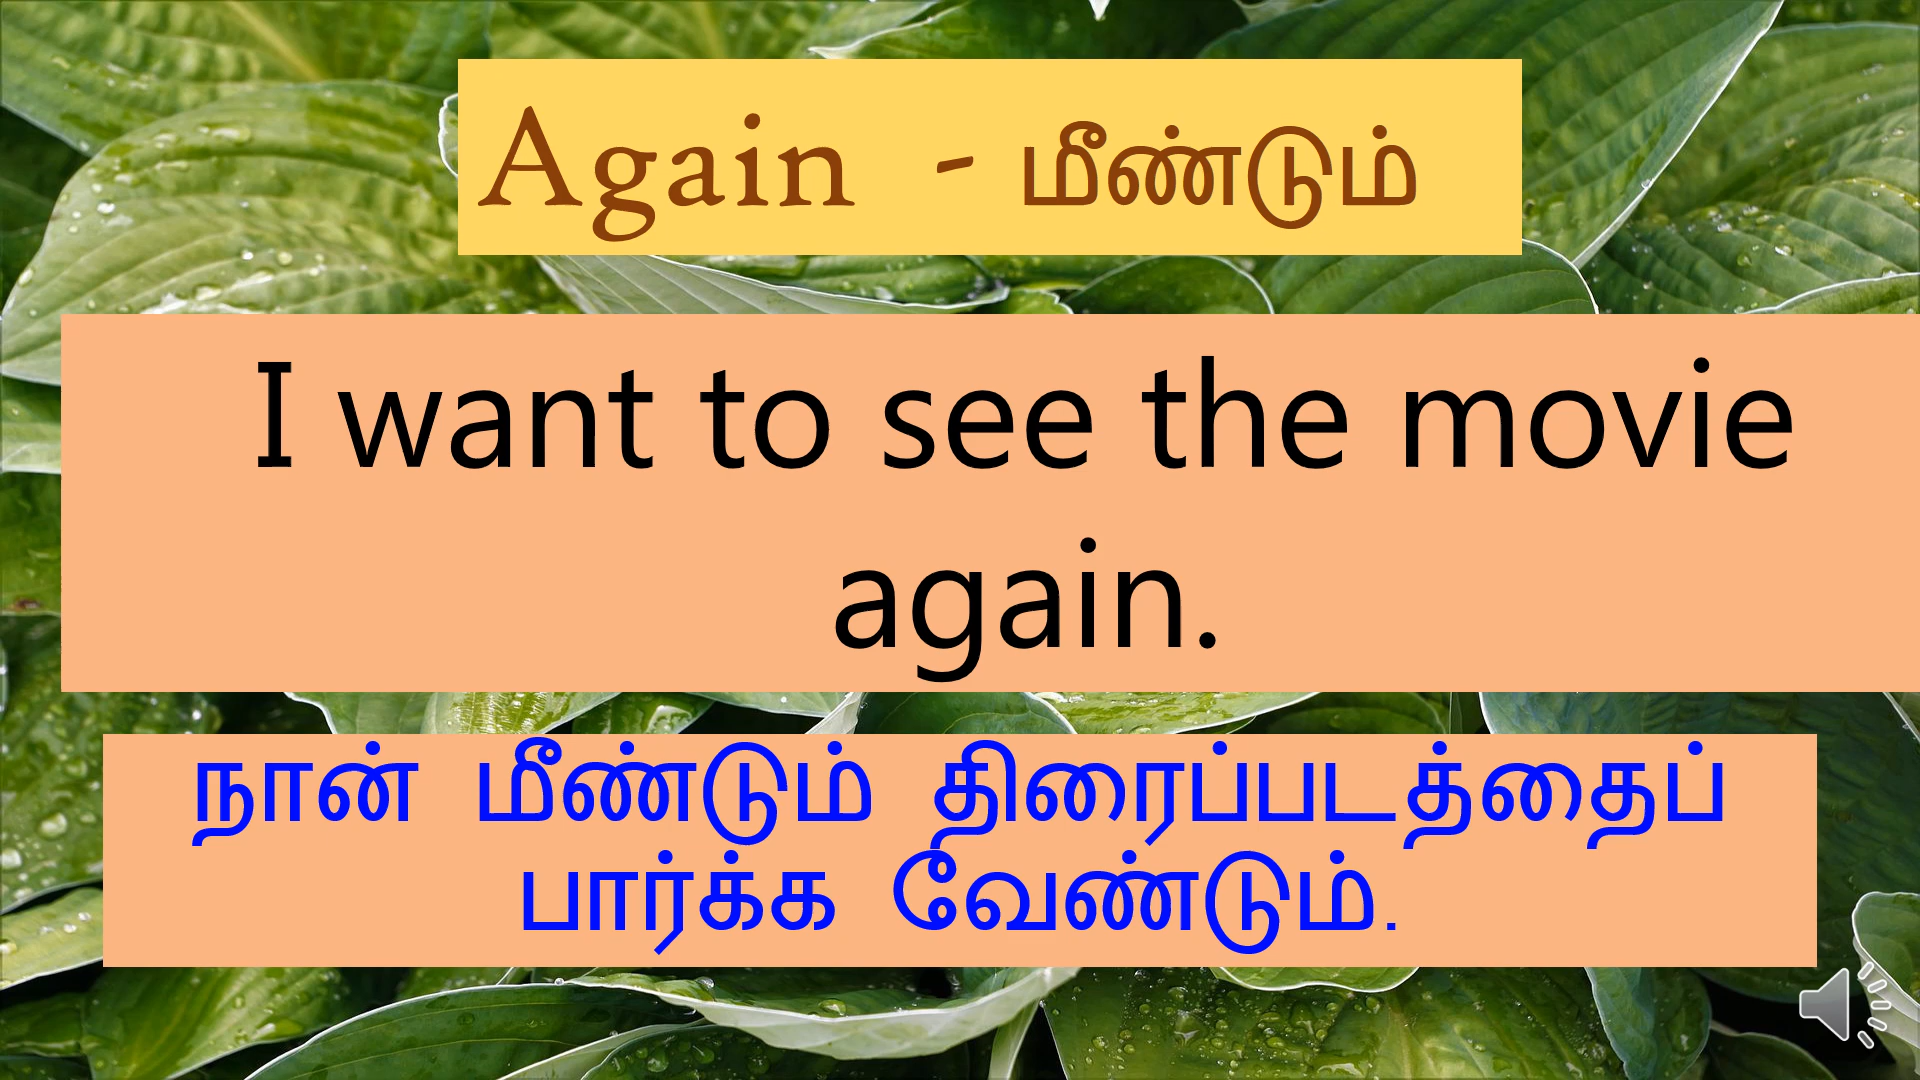 Again - மீண்டும்
I want to see the movie
again.
நான் மீண்டும் திரைப்படத்தைப்
பார்க்க வேண்டும்.